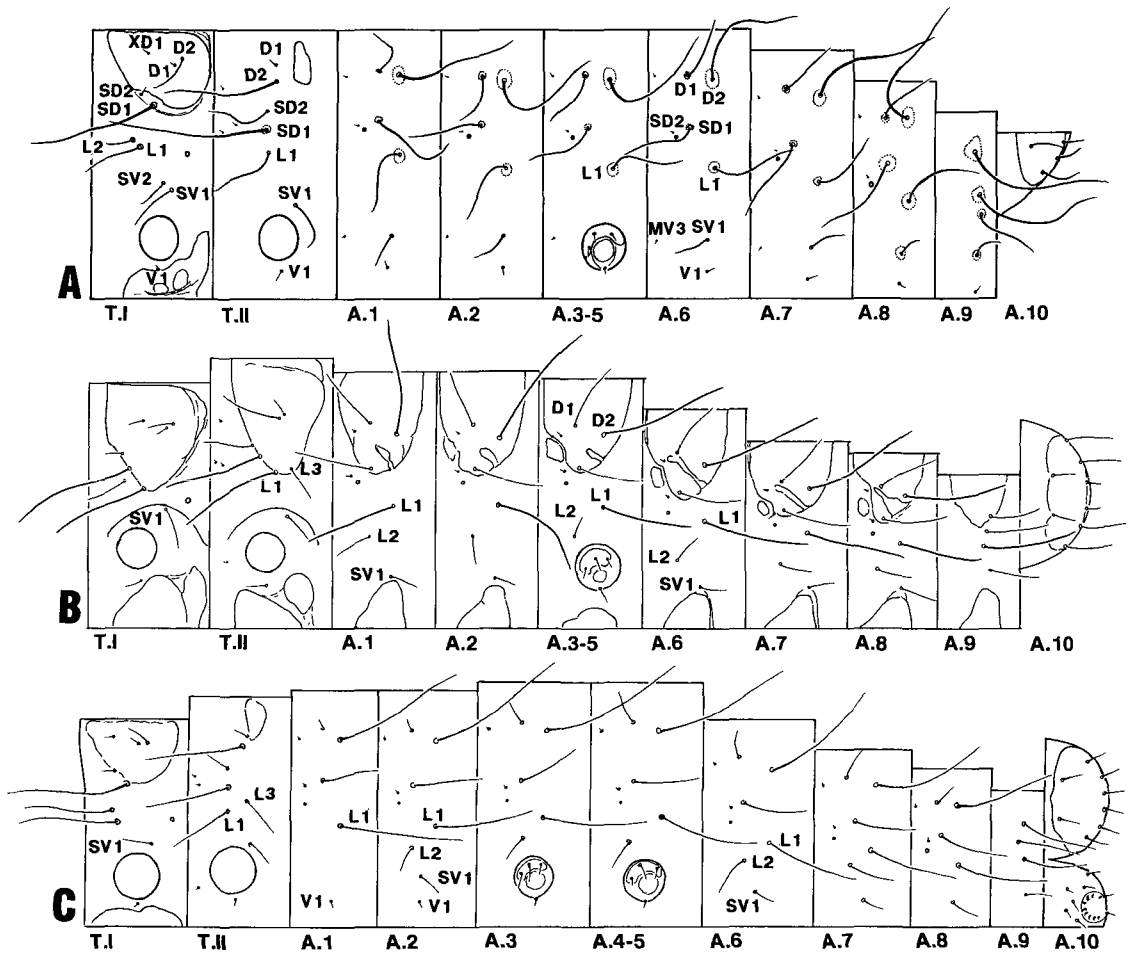 XD1 D2 D1
D1 D2
SD2 SD2
SD1 SD1
D1 D2
SD2 SD1
L2 L1 L1
L1 L1
SV2 SV1 SV1
MV3 SV1
V1 V1 V1
A
T.I T.II A.1 A.2 A.3-5 A.6 A.7 A.8 A.9 A.10
D1 D2
L3
L1
SV1
L1 L1 L1
L2 L2 L2
SV1 SV1
B
T.I T.II A.1 A.2 A.3-5 A.6 A.7 A.8 A.9 A.10
L3
L1 L1 L1 L1
SV1 L2 L2
SV1 SV1
V1 V1
C
T.I T.II A.1 A.2 A.3 A.4-5 A.6 A.7 A.8 A.9 A.10